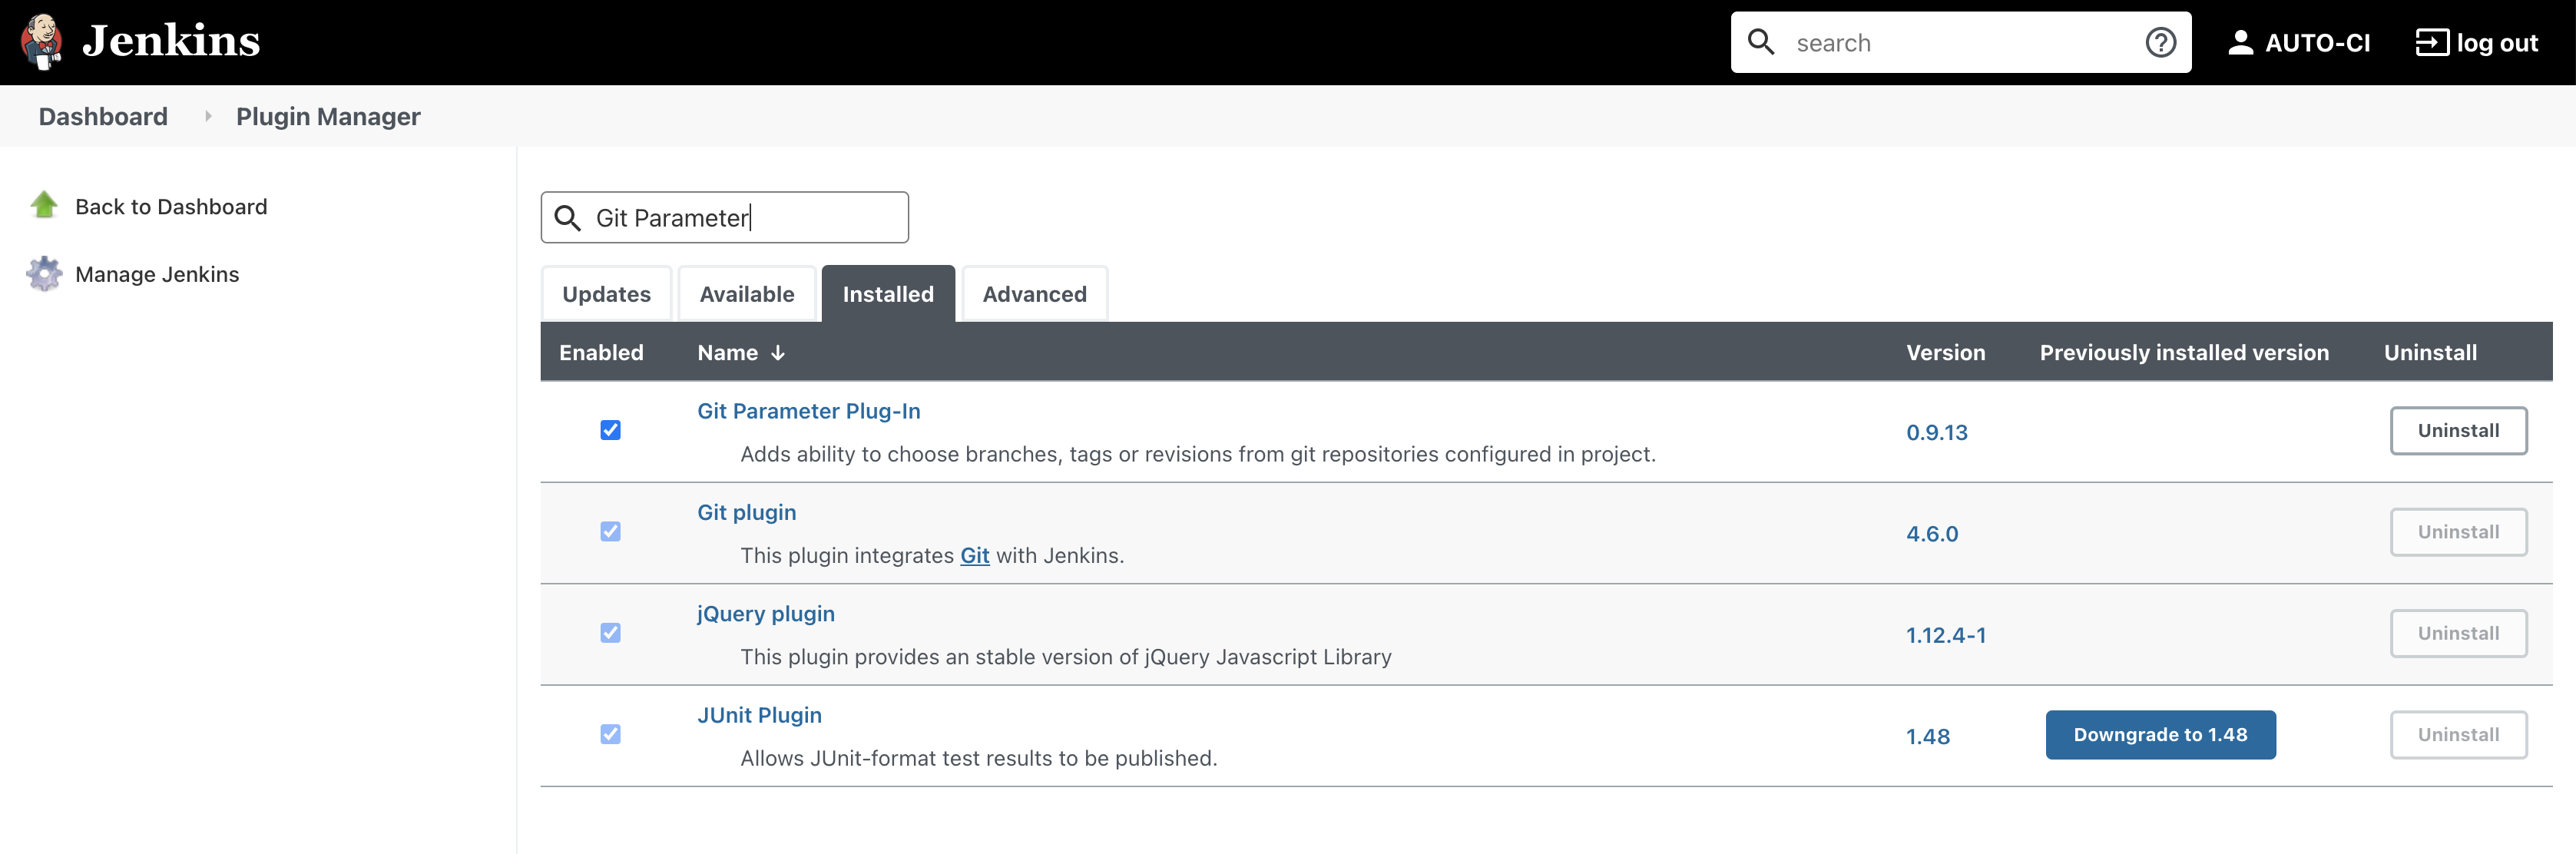 Jenkins
search
AUTO-CI
log out
Dashboard
Plugin Manager
Back to Dashboard
Manage Jenkins
Git Parameter
Updates
Available
Installed
Advanced
Enabled
Name ↓
Version
Previously installed version
Uninstall
Git Parameter Plug-In
Adds ability to choose branches, tags or revisions from git repositories configured in project.
0.9.13
Uninstall
Git plugin
This plugin integrates Git with Jenkins.
4.6.0
Uninstall
jQuery plugin
This plugin provides an stable version of jQuery Javascript Library
1.12.4-1
Uninstall
JUnit Plugin
Allows JUnit-format test results to be published.
1.48
Downgrade to 1.48
Uninstall